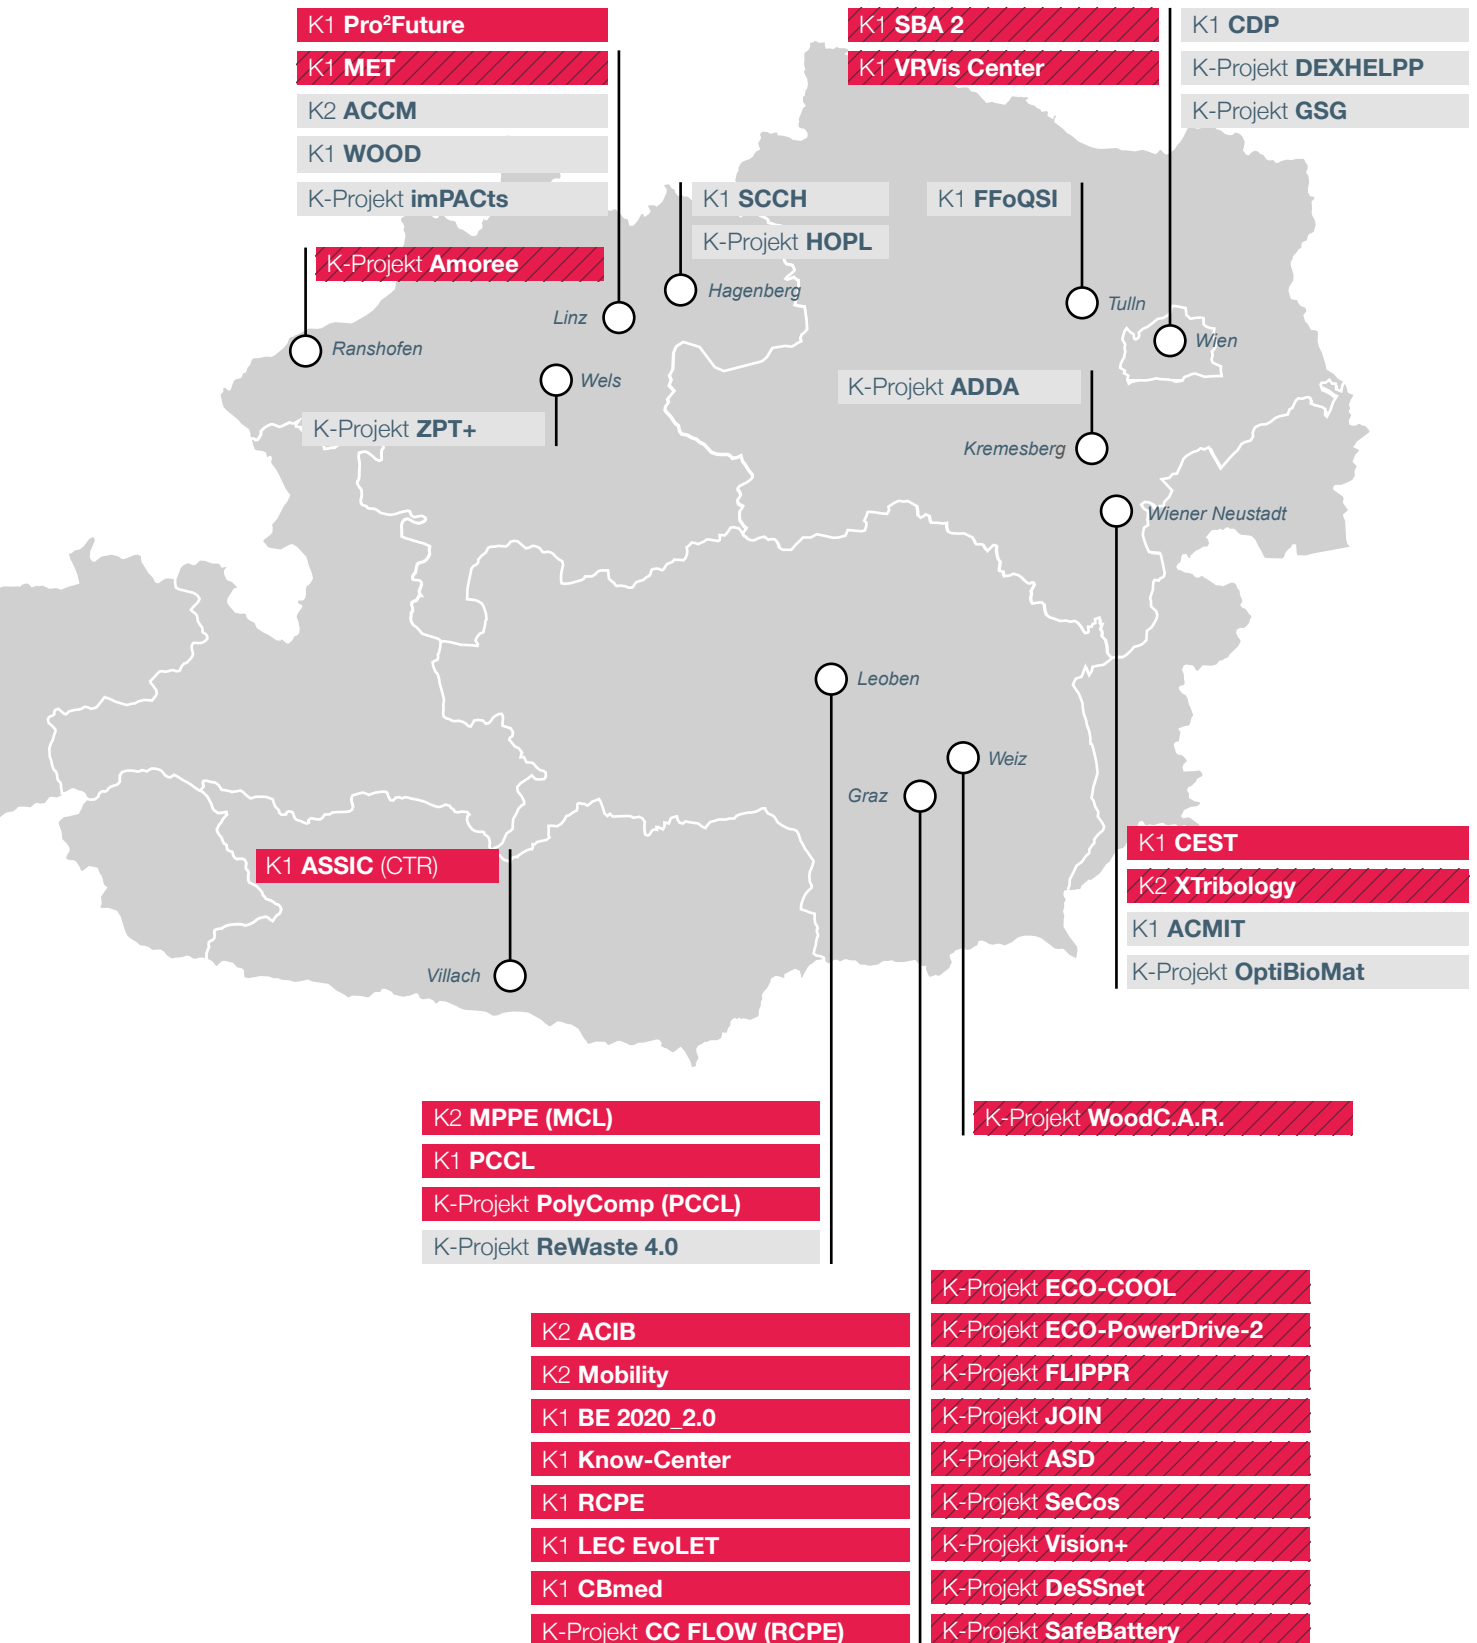 K1 Pro²Future
K1 MET
K2 ACCM
K1 WOOD
K-Projekt imPACts
K1 SBA 2
K1 VRVis Center
K1 CDP
K-Projekt DEXHELPP
K-Projekt GSG
K1 SCCH
K-Projekt HOPL
K1 FFoQSI
K-Projekt Amoree
Hagenberg
Linz
Tulln
Ranshofen
Wien
Wels
K-Projekt ADDA
K-Projekt ZPT+
Kremesberg
Wiener Neustadt
Leoben
Weiz
Graz
K1 ASSIC (CTR)
Villach
K1 CEST
K2 XTribology
K1 ACMIT
K-Projekt OptiBioMat
K2 MPPE (MCL)
K1 PCCL
K-Projekt PolyComp (PCCL)
K-Projekt ReWaste 4.0
K-Projekt WoodC.A.R.
K2 ACIB
K2 Mobility
K1 BE 2020_2.0
K1 Know-Center
K1 RCPE
K1 LEC EvoLET
K1 CBmed
K-Projekt CC FLOW (RCPE)
K-Projekt ECO-COOL
K-Projekt ECO-PowerDrive-2
K-Projekt FLIPPR
K-Projekt JOIN
K-Projekt ASD
K-Projekt SeCos
K-Projekt Vision+
K-Projekt DeSSnet
K-Projekt SafeBattery